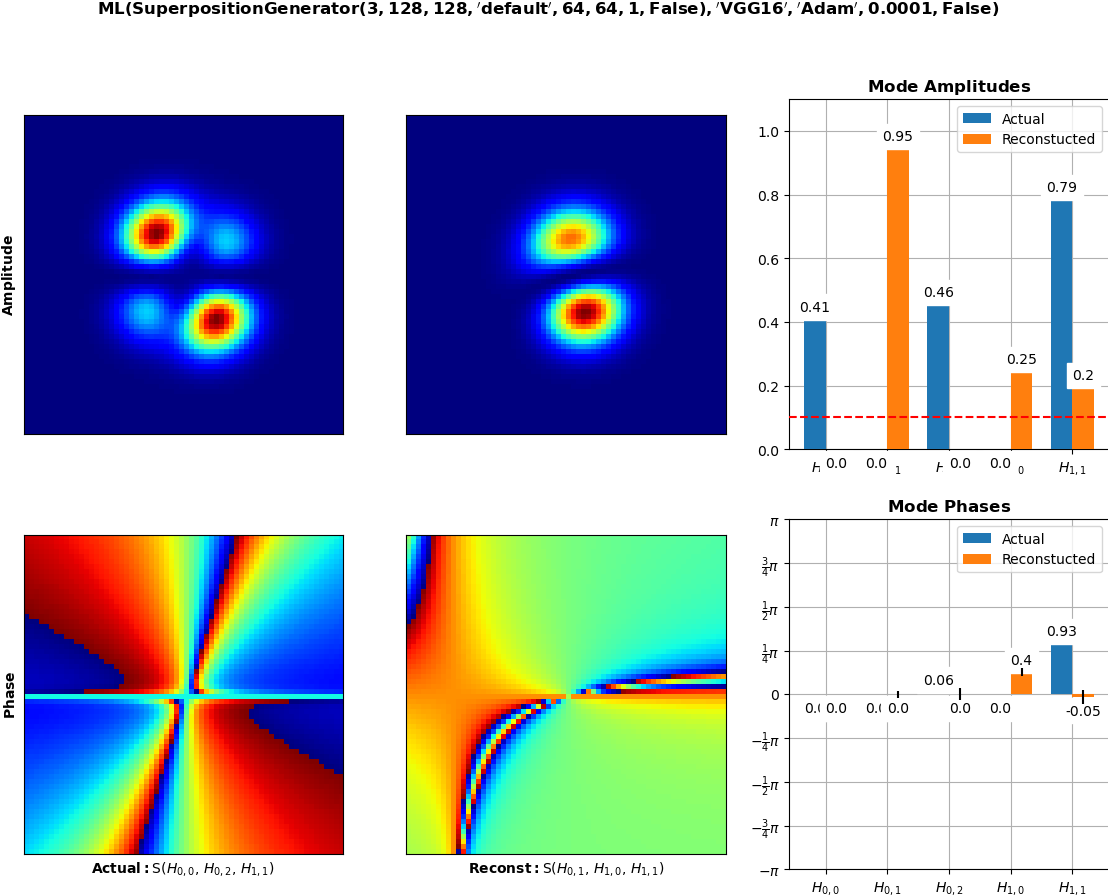 ML(SuperpositionGenerator(3, 128, 128, ′default′, 64, 64, 1, False), ′VGG16′, ′Adam′, 0.0001, False)
Amplitude
Mode Amplitudes
Actual
Reconstucted
1.0
0.8
0.6
0.4
0.2
0.0
0.41
0.95
0.46
0.25
0.79
0.2
0.0
0.0
0.0
0.0
H₁,₁
Phase
Actual: S(H₀,₀, H₀,₂, H₁,₁)
Reconst: S(H₀,₁, H₁,₀, H₁,₁)
Mode Phases
Actual
Reconstucted
π
¾π
½π
¼π
0
−¼π
−½π
−¾π
−π
0.0
0.0
0.06
0.0
0.4
0.0
0.93
-0.05
H₀,₀ H₀,₁ H₀,₂ H₁,₀ H₁,₁